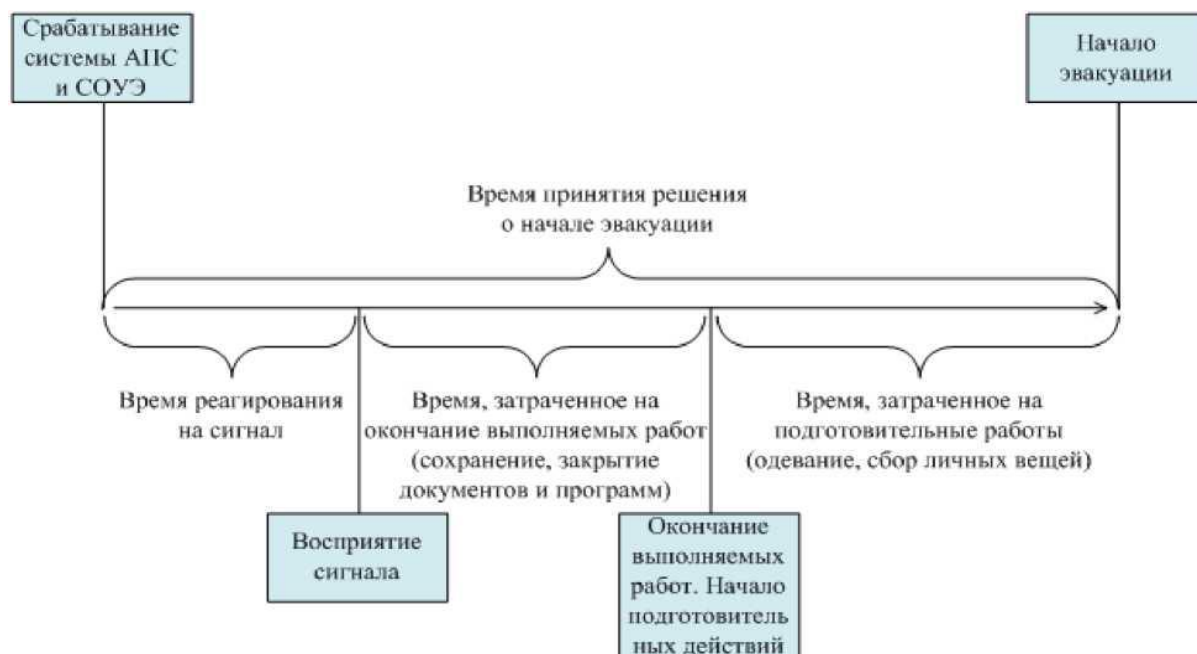 Срабатывание
системы АПС
и СОУЭ
Начало
эвакуации
Время принятия решения
о начале эвакуации
Время реагирования
на сигнал
Время, затраченное на
окончание выполняемых работ
(сохранение, закрытие
документов и программ)
Время, затраченное на
подготовительные работы
(одевание, сбор личных вещей)
Восприятие
сигнала
Окончание
выполняемых
работ. Начало
подготовитель
ных действий